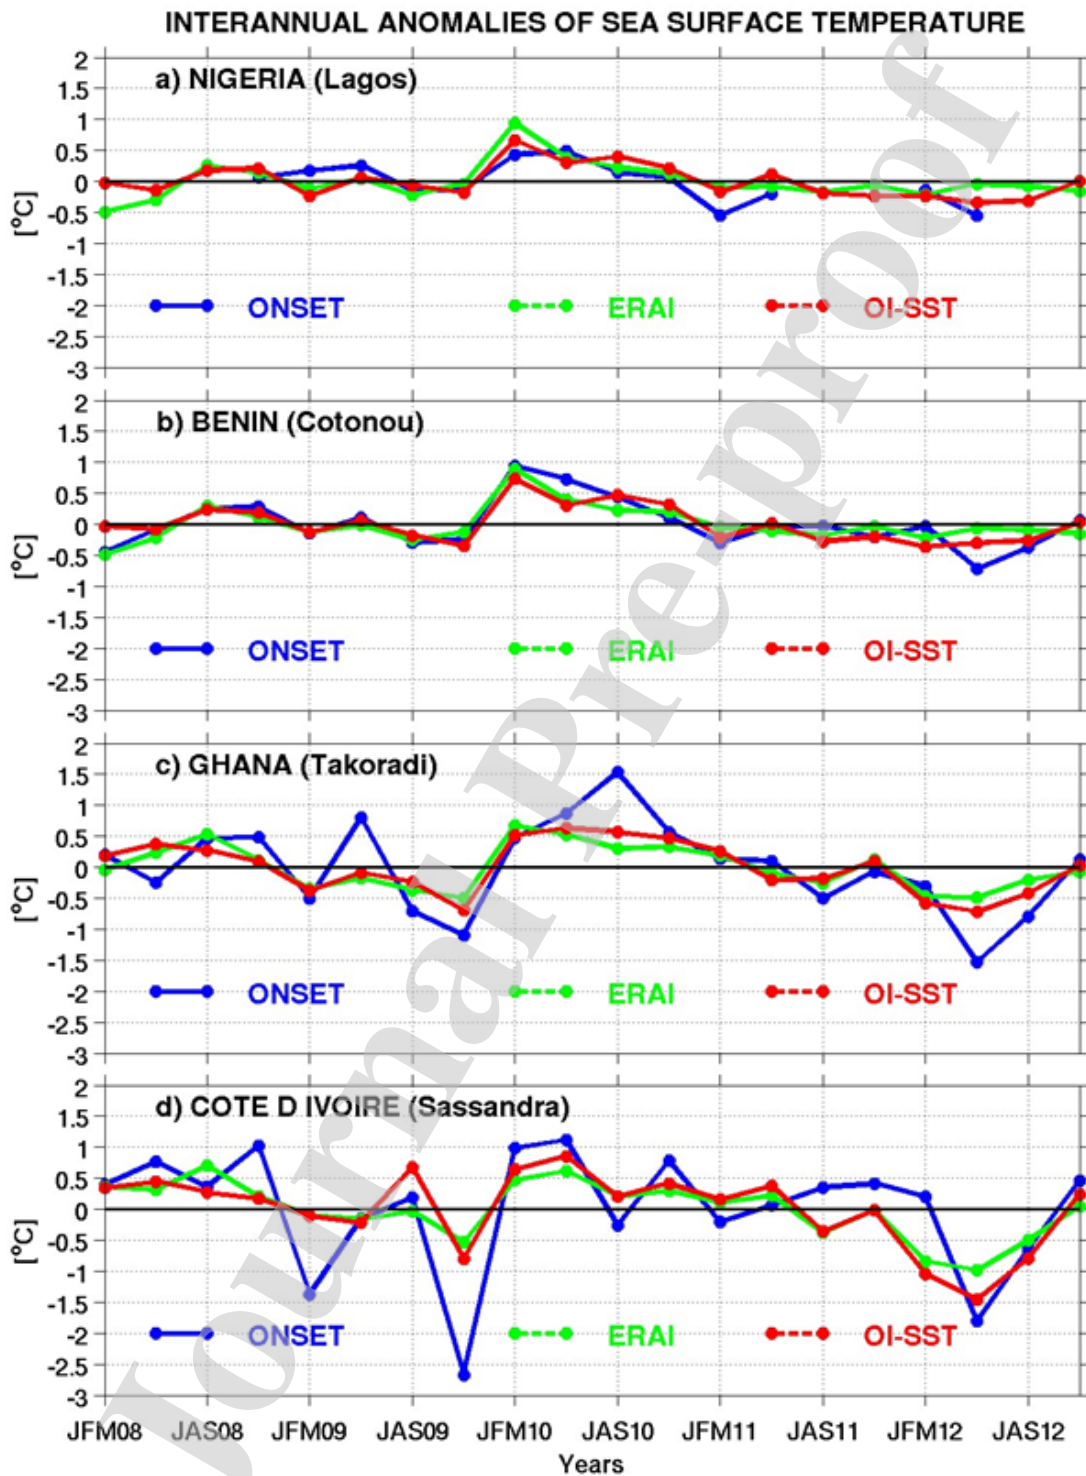 INTERANNUAL ANOMALIES OF SEA SURFACE TEMPERATURE
2
1.5
1
0.5
0
-0.5
-1
-1.5
-2
-2.5
-3
[°C]
a) NIGERIA (Lagos)
ONSET ERAI OI-SST
2
1.5
1
0.5
0
-0.5
-1
-1.5
-2
-2.5
-3
[°C]
b) BENIN (Cotonou)
ONSET ERAI OI-SST
2
1.5
1
0.5
0
-0.5
-1
-1.5
-2
-2.5
-3
[°C]
c) GHANA (Takoradi)
ONSET ERAI OI-SST
2
1.5
1
0.5
0
-0.5
-1
-1.5
-2
-2.5
-3
[°C]
d) COTE D IVOIRE (Sassandra)
ONSET ERAI OI-SST
JFM08 JAS08 JFM09 JAS09 JFM10 JAS10 JFM11 JAS11 JFM12 JAS12
Years
Journal Pre-proof